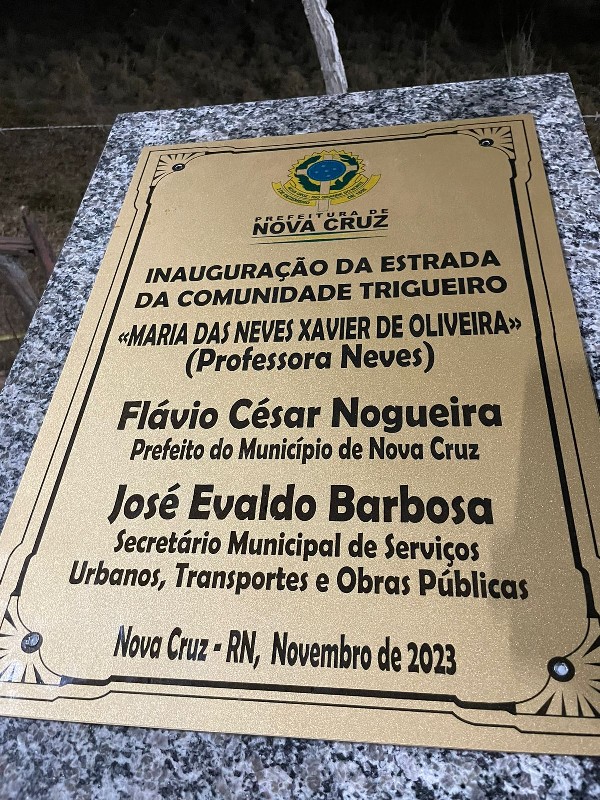 PREFEITURA DE
NOVA CRUZ
INAUGURAÇÃO DA ESTRADA
DA COMUNIDADE TRIGUEIRO
«MARIA DAS NEVES XAVIER DE OLIVEIRA»
(Professora Neves)
Flávio César Nogueira
Prefeito do Município de Nova Cruz
José Evaldo Barbosa
Secretário Municipal de Serviços
Urbanos, Transportes e Obras Públicas
Nova Cruz - RN, Novembro de 2023